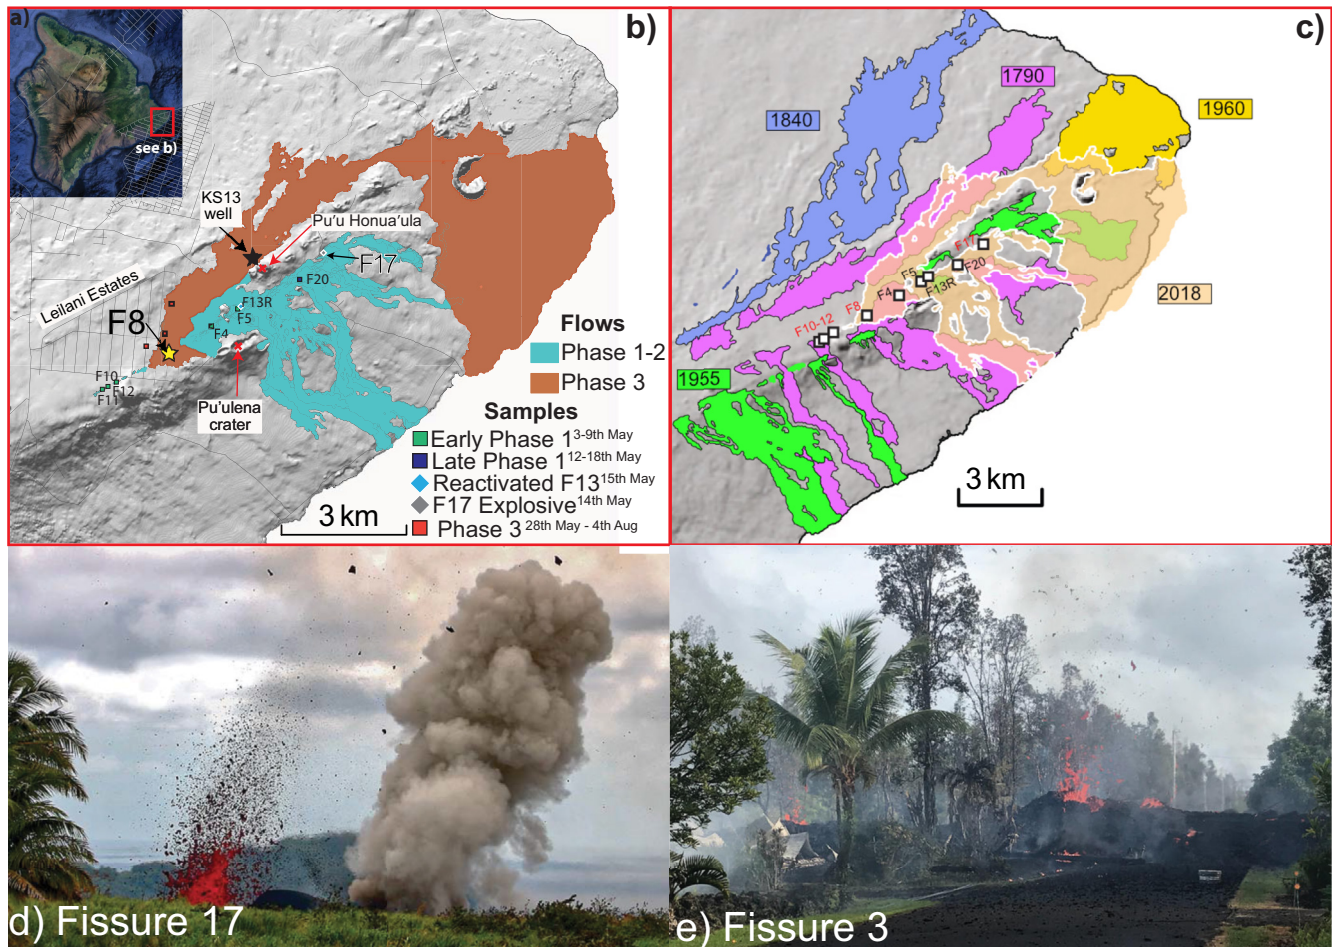 a)
see b)
b)
KS13
well
Pu'u Honua'ula
F17
Leilani Estates
F20
F13R
F5
F4
F8
F10
F12
F11
Pu'ulena
crater
Flows
Phase 1-2
Phase 3
Samples
Early Phase 1 3-9th May
Late Phase 1 12-18th May
Reactivated F13 15th May
F17 Explosive 14th May
Phase 3 28th May - 4th Aug
3 km
c)
1790
1840
1960
F17
F20
F5
F13R
F4
F8
F10-12
2018
1955
3 km
d) Fissure 17
e) Fissure 3